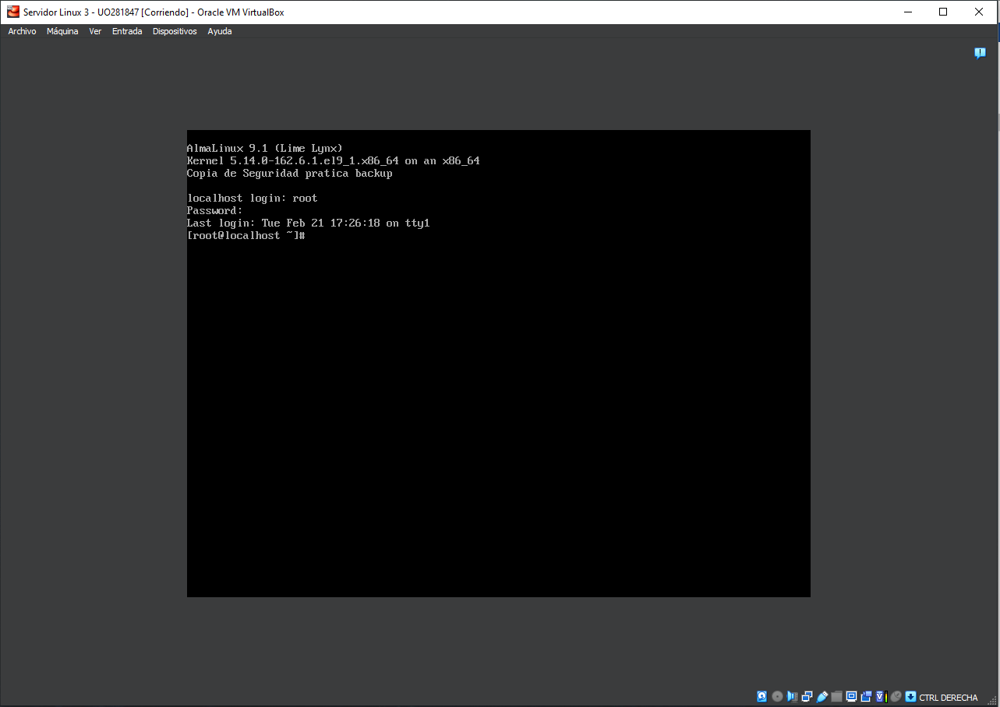 Servidor Linux 3 - UO281847 [Corriendo] - Oracle VM VirtualBox
Archivo Máquina Ver Entrada Dispositivos Ayuda
AlmaLinux 9.1 (Lime Lynx)
Kernel 5.14.0-162.6.1.el9_1.x86_64 on an x86_64
Copia de Seguridad pratica backup
localhost login: root
Password:
Last login: Tue Feb 21 17:26:18 on tty1
[root@localhost ~]#
CTRL DERECHA